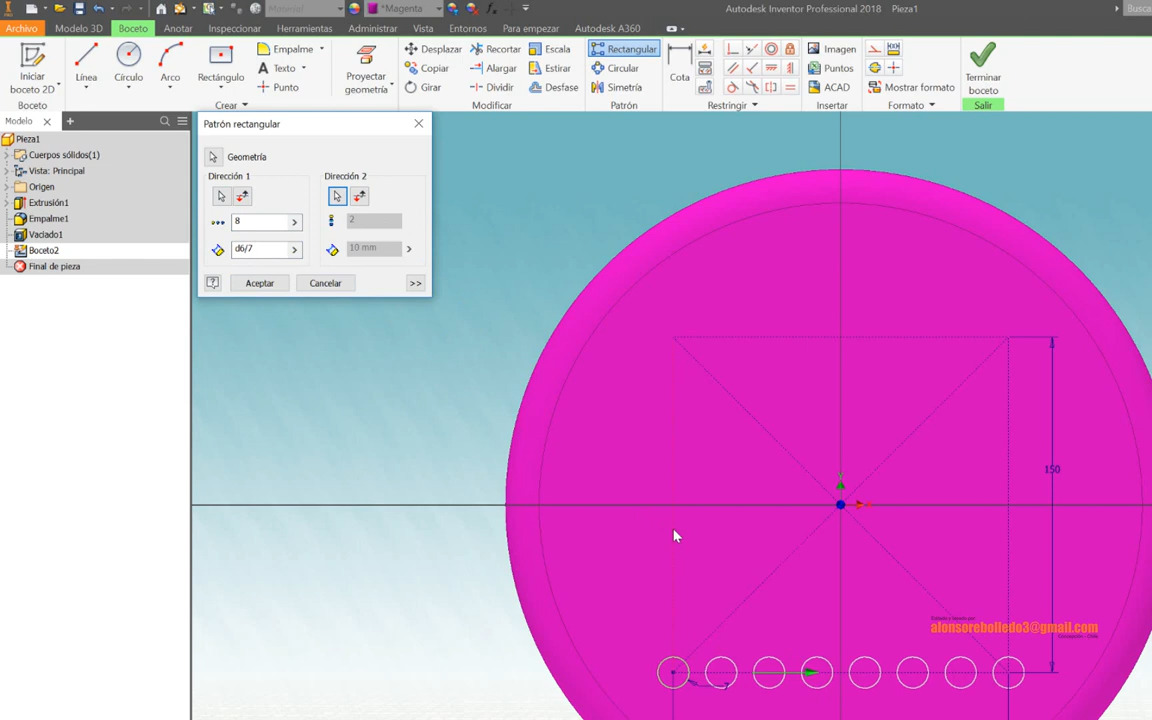 Material
*Magenta
Autodesk Inventor Professional 2018
Pieza1
Busca
Archivo
Modelo 3D
Boceto
Anotar
Inspeccionar
Herramientas
Administrar
Vista
Entornos
Para empezar
Autodesk A360
Iniciar
boceto 2D
Línea
Círculo
Arco
Rectángulo
Empalme
Texto
Punto
Proyectar
geometría
Desplazar
Copiar
Girar
Recortar
Alargar
Dividir
Escala
Estirar
Desfase
Rectangular
Circular
Simetría
Cota
Imagen
Puntos
ACAD
Mostrar formato
Terminar
boceto
Boceto
Crear
Modificar
Patrón
Restringir
Insertar
Formato
Salir
Modelo
Pieza1
Cuerpos sólidos(1)
Vista: Principal
Origen
Extrusión1
Empalme1
Vaciado1
Boceto2
Final de pieza
Patrón rectangular
Geometría
Dirección 1
Dirección 2
8
2
d6/7
10 mm
Aceptar
Cancelar
>>
150
alonsorebolledo3@gmail.com